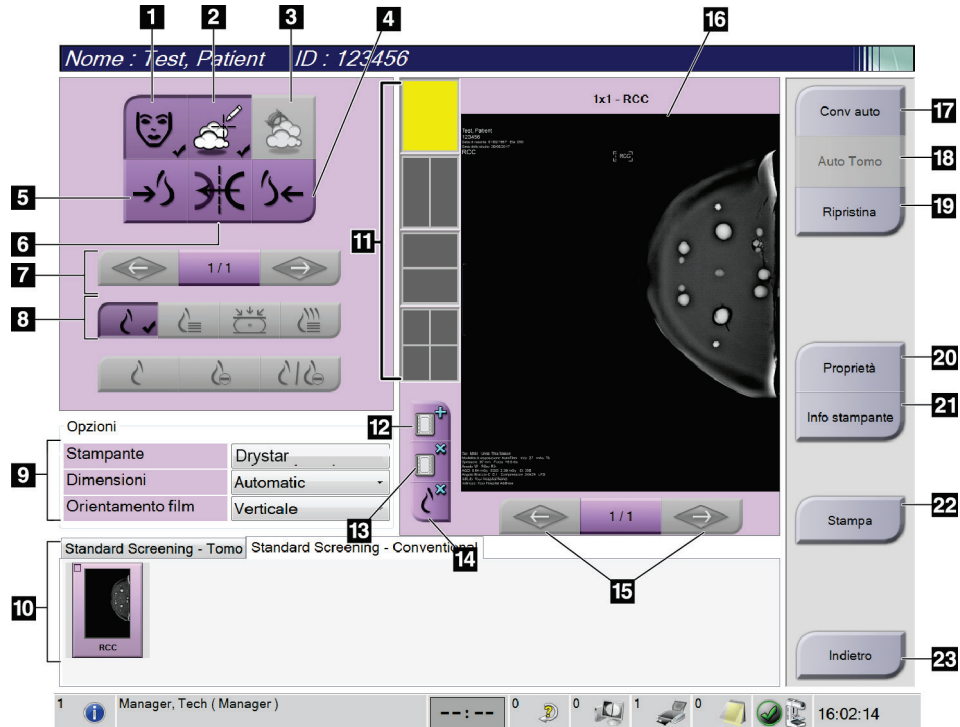 1 2 3 4
Nome : Test, Patient ID : 123456
5
6
7
8
9
10
11
12
13
14
15
16
17
18
19
20
21
22
23
1/1
Opzioni
Stampante Drystar
Dimensioni Automatic
Orientamento film Verticale
Standard Screening - Tomo Standard Screening - Conventional
RCC
1x1 - RCC
Test, Patient
123456
RCC
RCC
1/1
Conv auto
Auto Tomo
Ripristina
Proprietà
Info stampante
Stampa
Indietro
1 Manager, Tech ( Manager ) --:-- 0 0 1 0 16:02:14